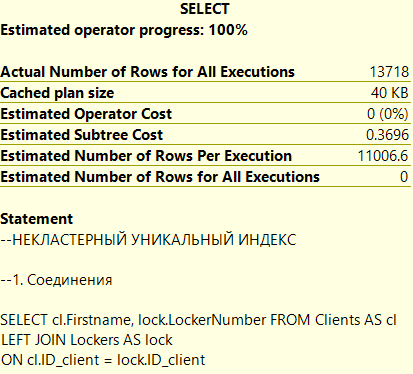 SELECT
Estimated operator progress: 100%
Actual Number of Rows for All Executions 13718
Cached plan size 40 KB
Estimated Operator Cost 0 (0%)
Estimated Subtree Cost 0.3696
Estimated Number of Rows Per Execution 11006.6
Estimated Number of Rows for All Executions 0
Statement
--НЕКЛАСТЕРНЫЙ УНИКАЛЬНЫЙ ИНДЕКС
--1. Соединения
SELECT cl.Firstname, lock.LockerNumber FROM Clients AS cl
LEFT JOIN Lockers AS lock
ON cl.ID_client = lock.ID_client